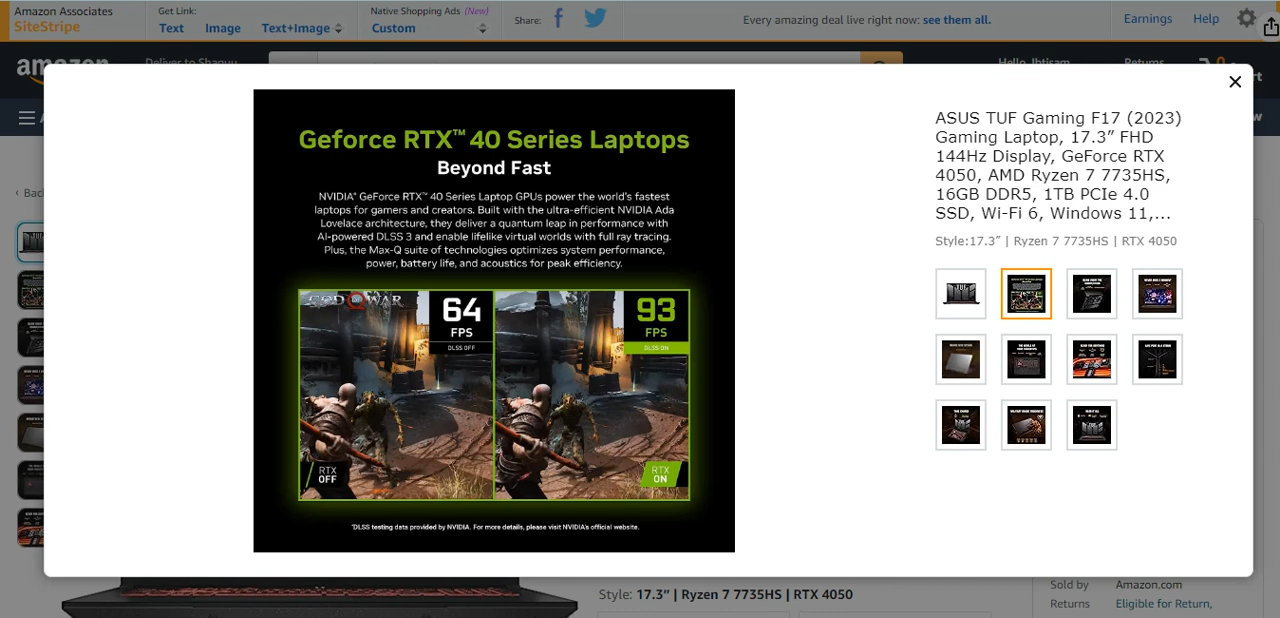 Amazon Associates
SiteStripe
Get Link:
Text Image Text+Image
Native Shopping Ads (New)
Custom
Share:
Every amazing deal live right now: see them all.
Earnings Help
amazon
Deliver to
Hello, Ibtisam
Returns
0
‹ Back
Geforce RTX™ 40 Series Laptops
Beyond Fast
NVIDIA® GeForce RTX™ 40 Series Laptop GPUs power the world's fastest
laptops for gamers and creators. Built with the ultra-efficient NVIDIA Ada
Lovelace architecture, they deliver a quantum leap in performance with
AI-powered DLSS 3 and enable lifelike virtual worlds with full ray tracing.
Plus, the Max-Q suite of technologies optimizes system performance,
power, battery life, and acoustics for peak efficiency.
GOD OF WAR
64
FPS
DLSS OFF
93
FPS
DLSS ON
RTX
OFF
RTX
ON
*DLSS testing data provided by NVIDIA. For more details, please visit NVIDIA's official website.
ASUS TUF Gaming F17 (2023)
Gaming Laptop, 17.3” FHD
144Hz Display, GeForce RTX
4050, AMD Ryzen 7 7735HS,
16GB DDR5, 1TB PCIe 4.0
SSD, Wi-Fi 6, Windows 11,...
Style:17.3” | Ryzen 7 7735HS | RTX 4050
Style: 17.3” | Ryzen 7 7735HS | RTX 4050
Sold by Amazon.com
Returns Eligible for Return,